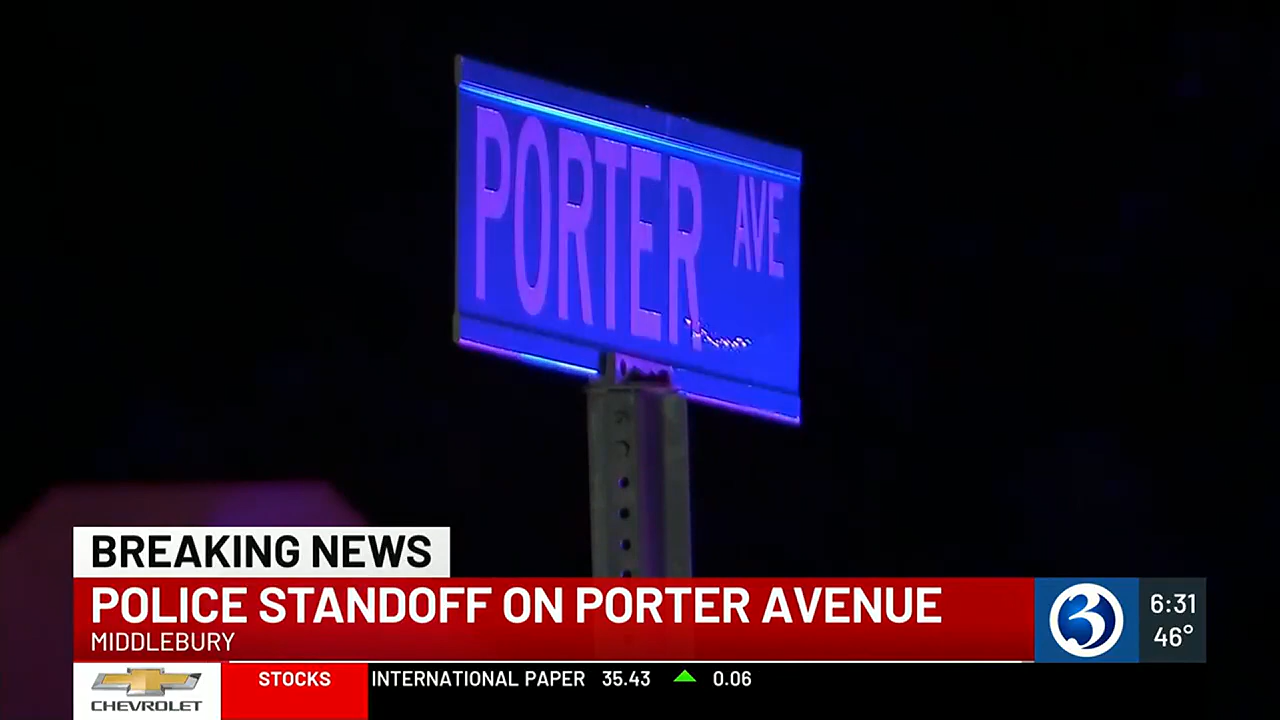 PORTER AVE
BREAKING NEWS
POLICE STANDOFF ON PORTER AVENUE
MIDDLEBURY
3
6:31
46°
CHEVROLET
STOCKS
INTERNATIONAL PAPER 35.43 0.06